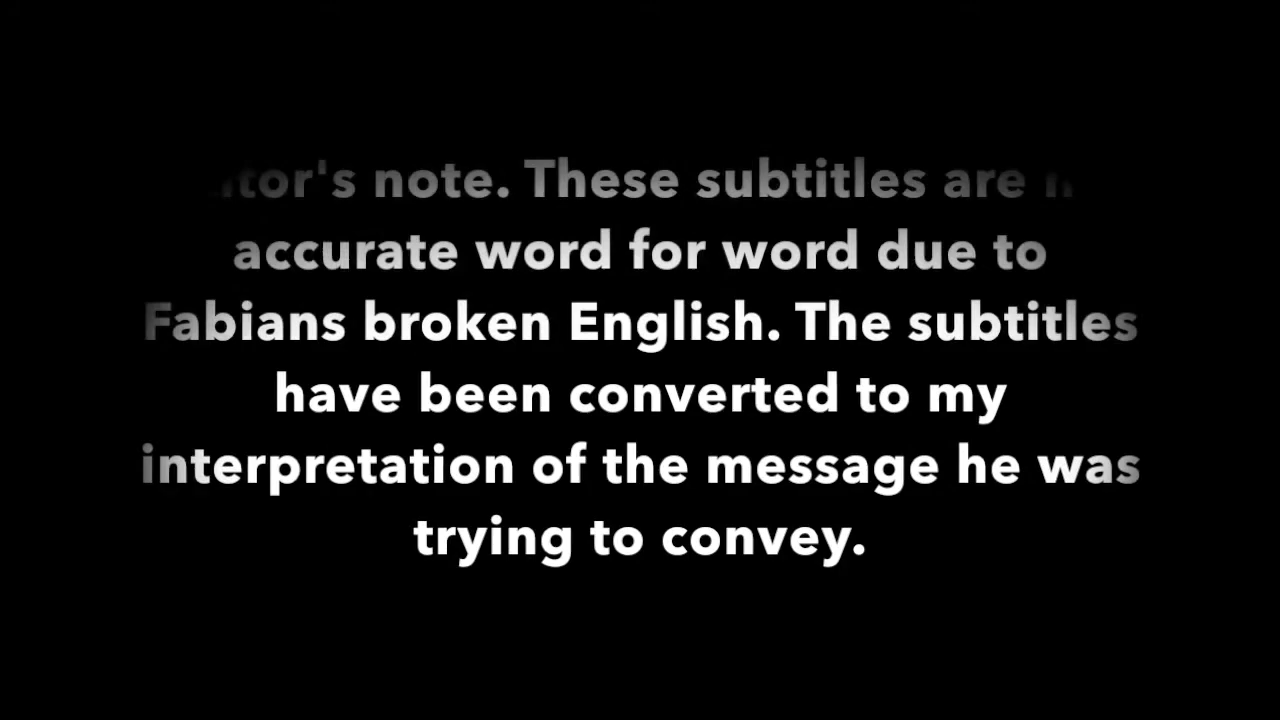 note. These subtitles are
accurate word for word due to
Fabians broken English. The subtitles
have been converted to my
interpretation of the message he was
trying to convey.